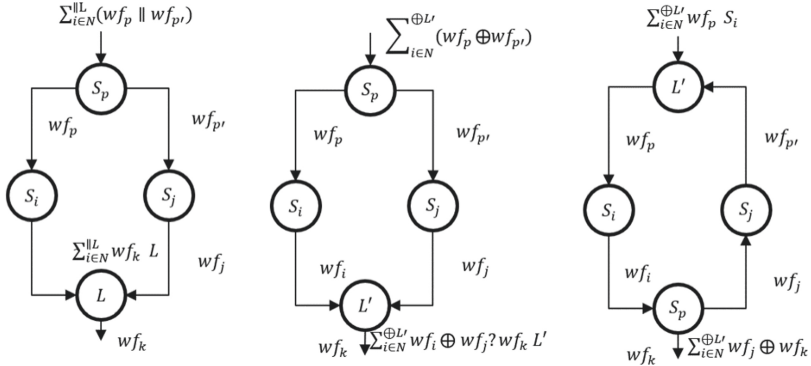 ∑_{i∈N}^{∥L}(wf_p ∥ wf_{p′})
S_p
wf_p
wf_{p′}
S_i
S_j
∑_{i∈N}^{∥L} wf_k L
wf_j
L
wf_k
∑_{i∈N}^{⊕L′}(wf_p ⊕wf_{p′})
S_p
wf_p
wf_{p′}
S_i
S_j
wf_i
wf_j
L′
wf_k
∑_{i∈N}^{⊕L′} wf_i ⊕ wf_j? wf_k L′
∑_{i∈N}^{⊕L′} wf_p S_i
L′
wf_p
wf_{p′}
S_i
S_j
wf_i
wf_j
S_p
wf_k
∑_{i∈N}^{⊕L′} wf_j ⊕ wf_k